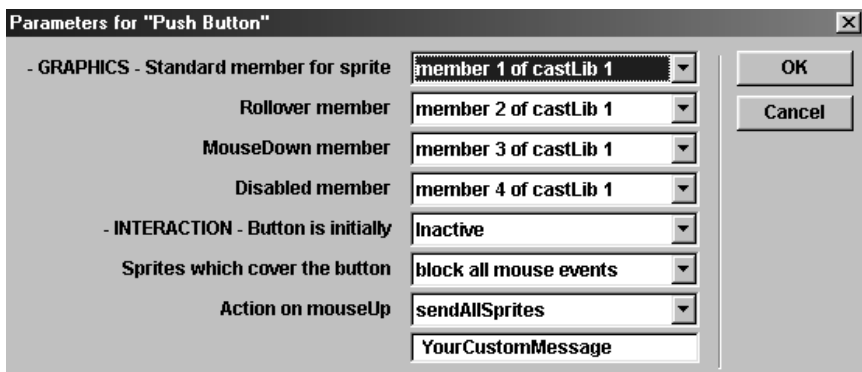 Parameters for "Push Button"
- GRAPHICS - Standard member for sprite member 1 of castLib 1 OK
Rollover member member 2 of castLib 1 Cancel
MouseDown member member 3 of castLib 1
Disabled member member 4 of castLib 1
- INTERACTION - Button is initially Inactive
Sprites which cover the button block all mouse events
Action on mouseUp sendAllSprites
YourCustomMessage